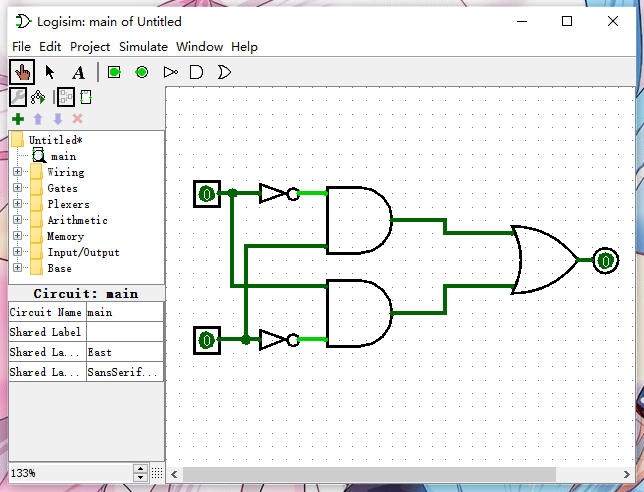 Logisim: main of Untitled
File Edit Project Simulate Window Help
A
Untitled*
main
Wiring
Gates
Plexers
Arithmetic
Memory
Input/Output
Base
Circuit: main
Circuit Name main
Shared Label
Shared La... East
Shared La... SansSerif...
133%
0
0
0